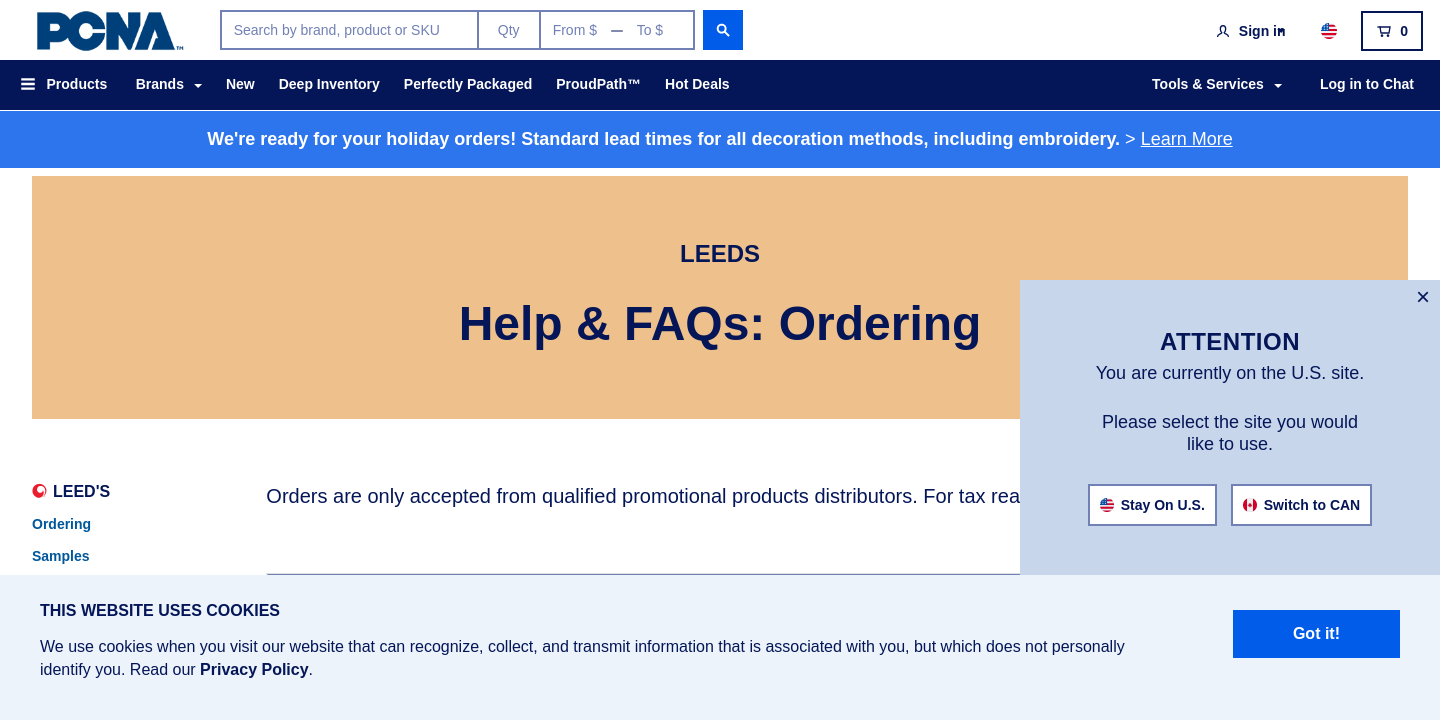 PCNA™
Search by brand, product or SKU
Qty
From $ — To $
Sign in
0
Products
Brands
New
Deep Inventory
Perfectly Packaged
ProudPath™
Hot Deals
Tools & Services
Log in to Chat
We're ready for your holiday orders! Standard lead times for all decoration methods, including embroidery. > Learn More
LEEDS
Help & FAQs: Ordering
×
ATTENTION
You are currently on the U.S. site.
Please select the site you would
like to use.
Stay On U.S.
Switch to CAN
LEED'S
Ordering
Samples
Orders are only accepted from qualified promotional products distributors. For tax rea
THIS WEBSITE USES COOKIES
We use cookies when you visit our website that can recognize, collect, and transmit information that is associated with you, but which does not personally
identify you. Read our Privacy Policy.
Got it!